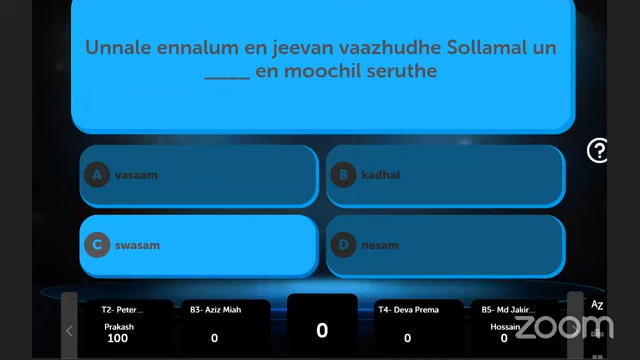 Unnale ennalum en jeevan vaazhudhe Sollamal un
____ en moochil seruthe
A vasaam
B kadhal
C swasam
D nesam
T2- Peter...
Prakash
100
B3- Aziz Miah
0
0
T4- Deva Prema
0
B5- Md Jakir...
Hossain
0
AZ
zoom
?